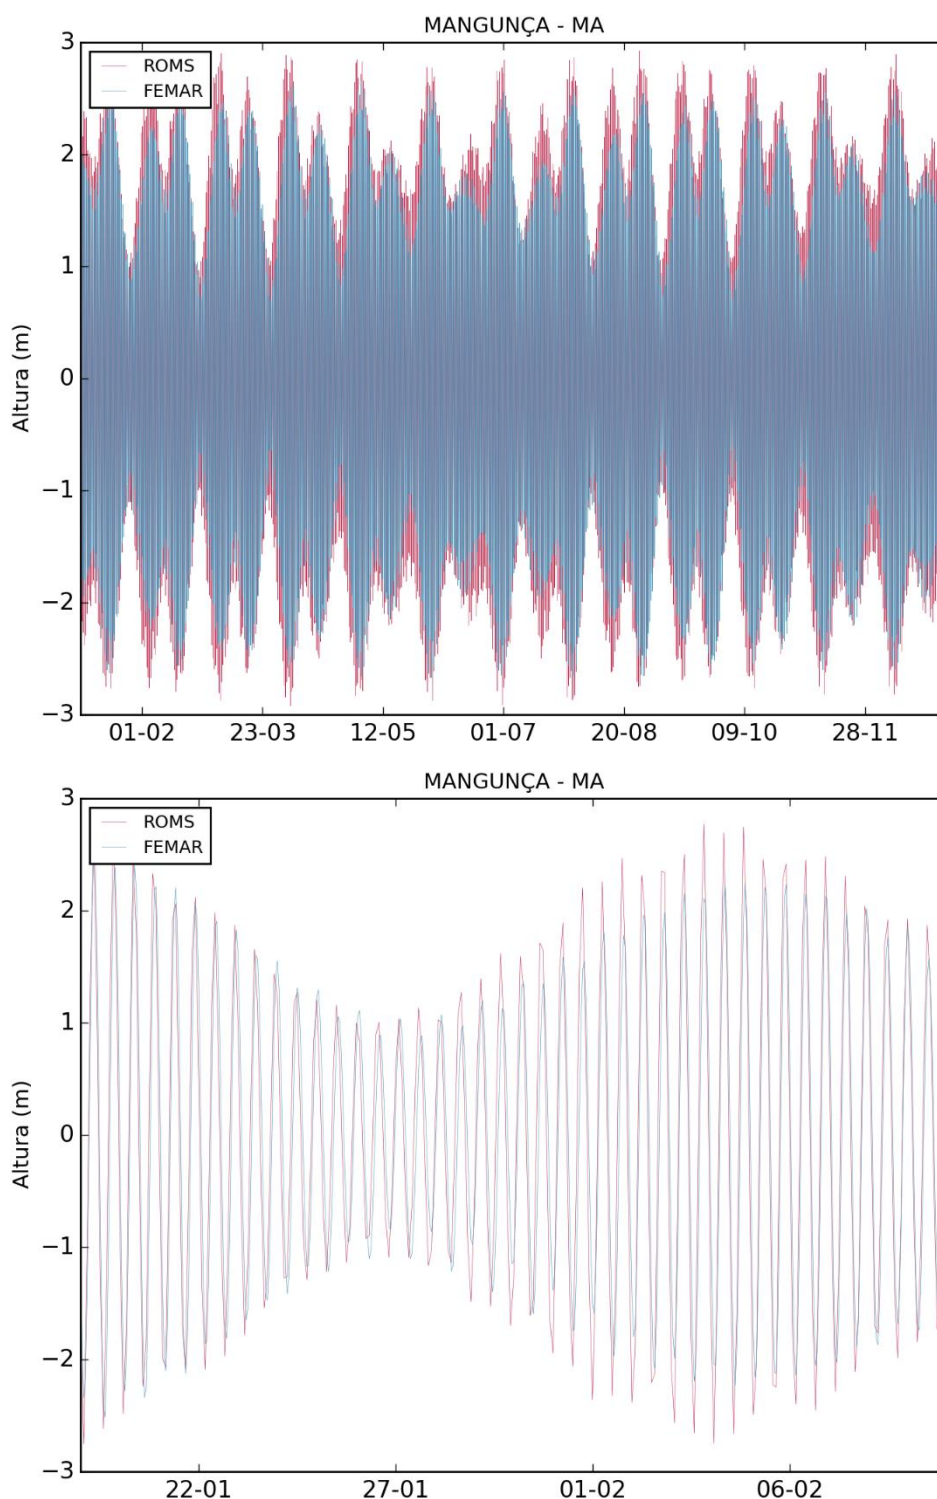 MANGUNÇA - MA
ROMS
FEMAR
3
2
1
0
−1
−2
−3
Altura (m)
01-02 23-03 12-05 01-07 20-08 09-10 28-11
MANGUNÇA - MA
ROMS
FEMAR
3
2
1
0
−1
−2
−3
Altura (m)
22-01 27-01 01-02 06-02